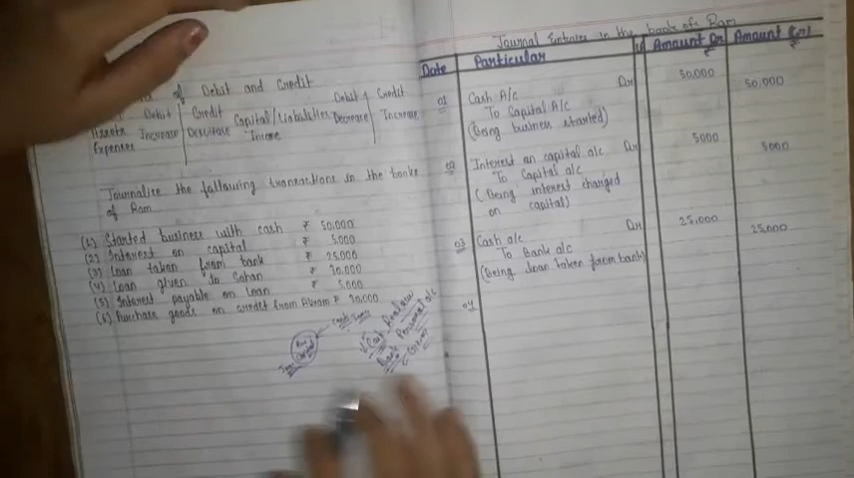 of Debit and Credit
Debit Credit Debit Credit
Assets Increase Decrease Capital/Liabilities Decrease Increase
Expenses Income
Journalise the following transactions in the books
of Ram
(1) Started business with cash ₹ 50,000
(2) Interest on capital ₹ 5,000
(3) Loan taken from bank ₹ 25,000
(4) Loan given to Sohan ₹
(5) Interest payable on loan ₹ 5,000
(6) Purchase goods on credit from ₹
Cash
Bank Personal a/c
Journal Entries in the book of Ram
Date Particular Amount Dr ₹ Amount (Cr) ₹
01 Cash A/c Dr 50,000
To Capital A/c 50,000
(Being business started)
02 Interest on capital a/c Dr 5000
To Capital a/c 5000
(Being interest charged
on capital)
03 Cash a/c Dr 25,000
To Bank a/c 25,000
(Being loan taken from bank)
04